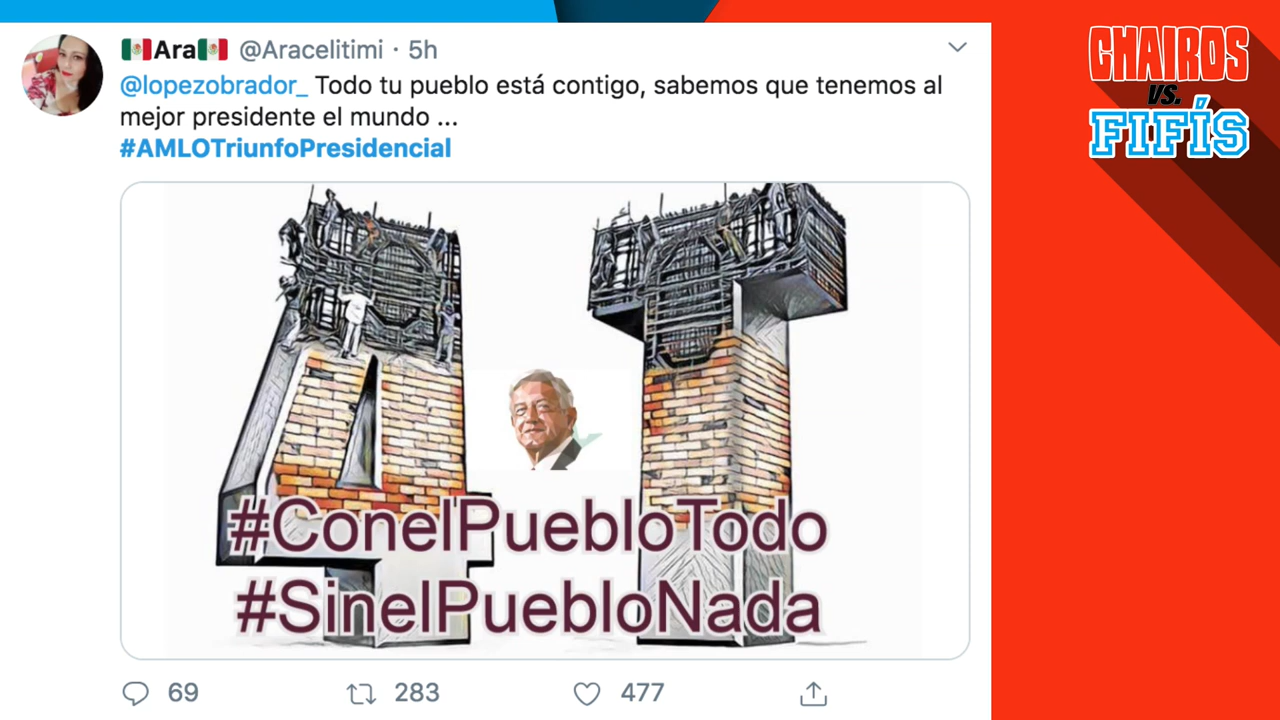 🇲🇽Ara🇲🇽 @Aracelitimi · 5h
@lopezobrador_ Todo tu pueblo está contigo, sabemos que tenemos al
mejor presidente el mundo ...
#AMLOTriunfoPresidencial
4T
#ConelPuebloTodo
#SinelPuebloNada
69 283 477
CHAIROS
VS.
FIFÍS